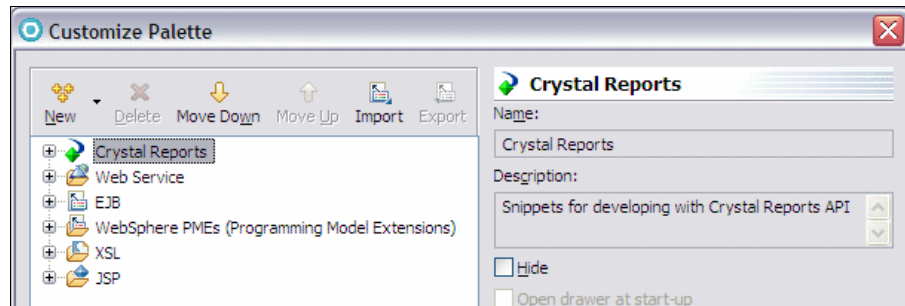 Customize Palette
New Delete Move Down Move Up Import Export
Crystal Reports
Web Service
EJB
WebSphere PMEs (Programming Model Extensions)
XSL
JSP
Crystal Reports
Name:
Crystal Reports
Description:
Snippets for developing with Crystal Reports API
Hide
Open drawer at start-up